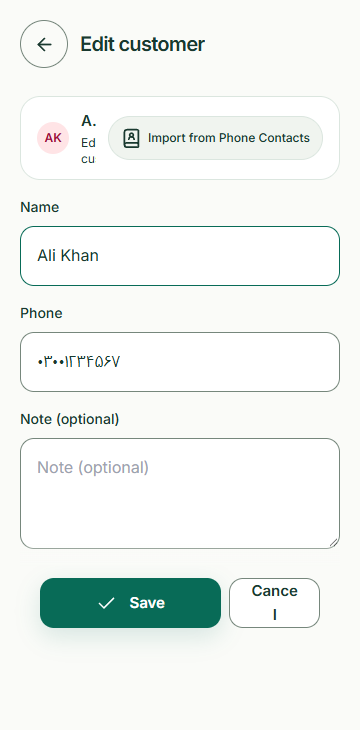 Edit customer
AK
A.
Ed
cu
Import from Phone Contacts
Name
Ali Khan
Phone
۰۳۰۰۱۲۳۴۵۶۷
Note (optional)
Note (optional)
Save
Cance
l